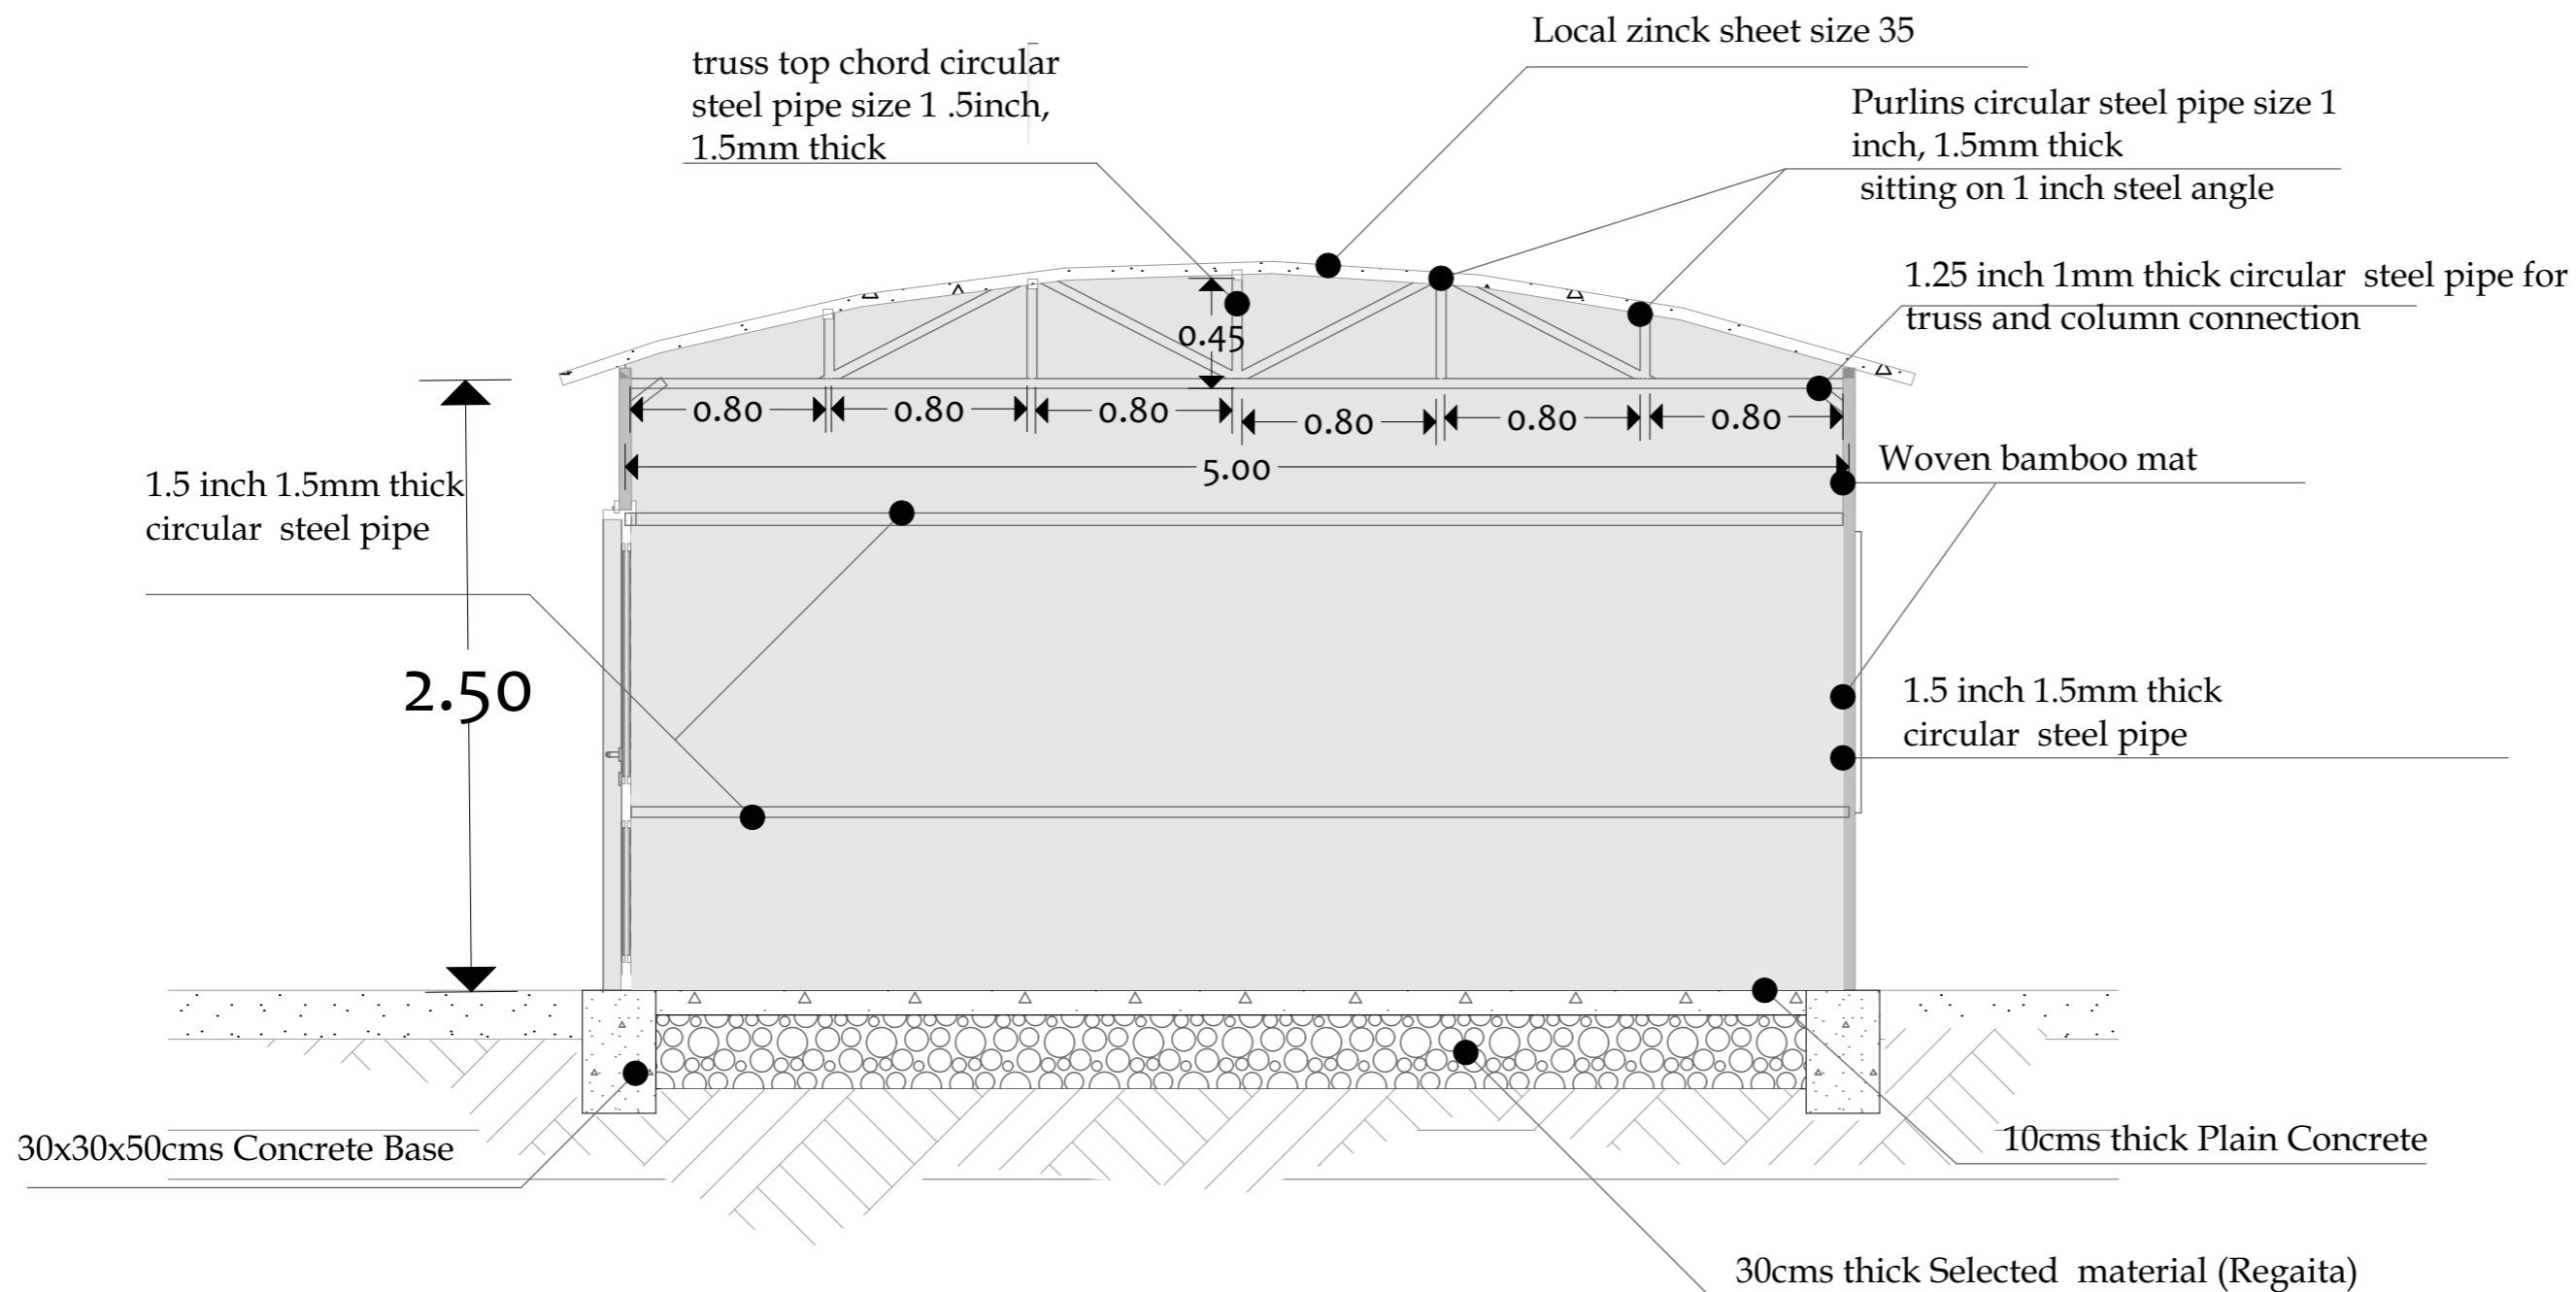 Local zinck sheet size 35
truss top chord circular
steel pipe size 1 .5inch,
1.5mm thick
Purlins circular steel pipe size 1
inch, 1.5mm thick
sitting on 1 inch steel angle
1.25 inch 1mm thick circular steel pipe for
truss and column connection
0.45
0.80
0.80
0.80
0.80
0.80
0.80
5.00
Woven bamboo mat
1.5 inch 1.5mm thick
circular steel pipe
2.50
1.5 inch 1.5mm thick
circular steel pipe
30x30x50cms Concrete Base
10cms thick Plain Concrete
30cms thick Selected material (Regaita)